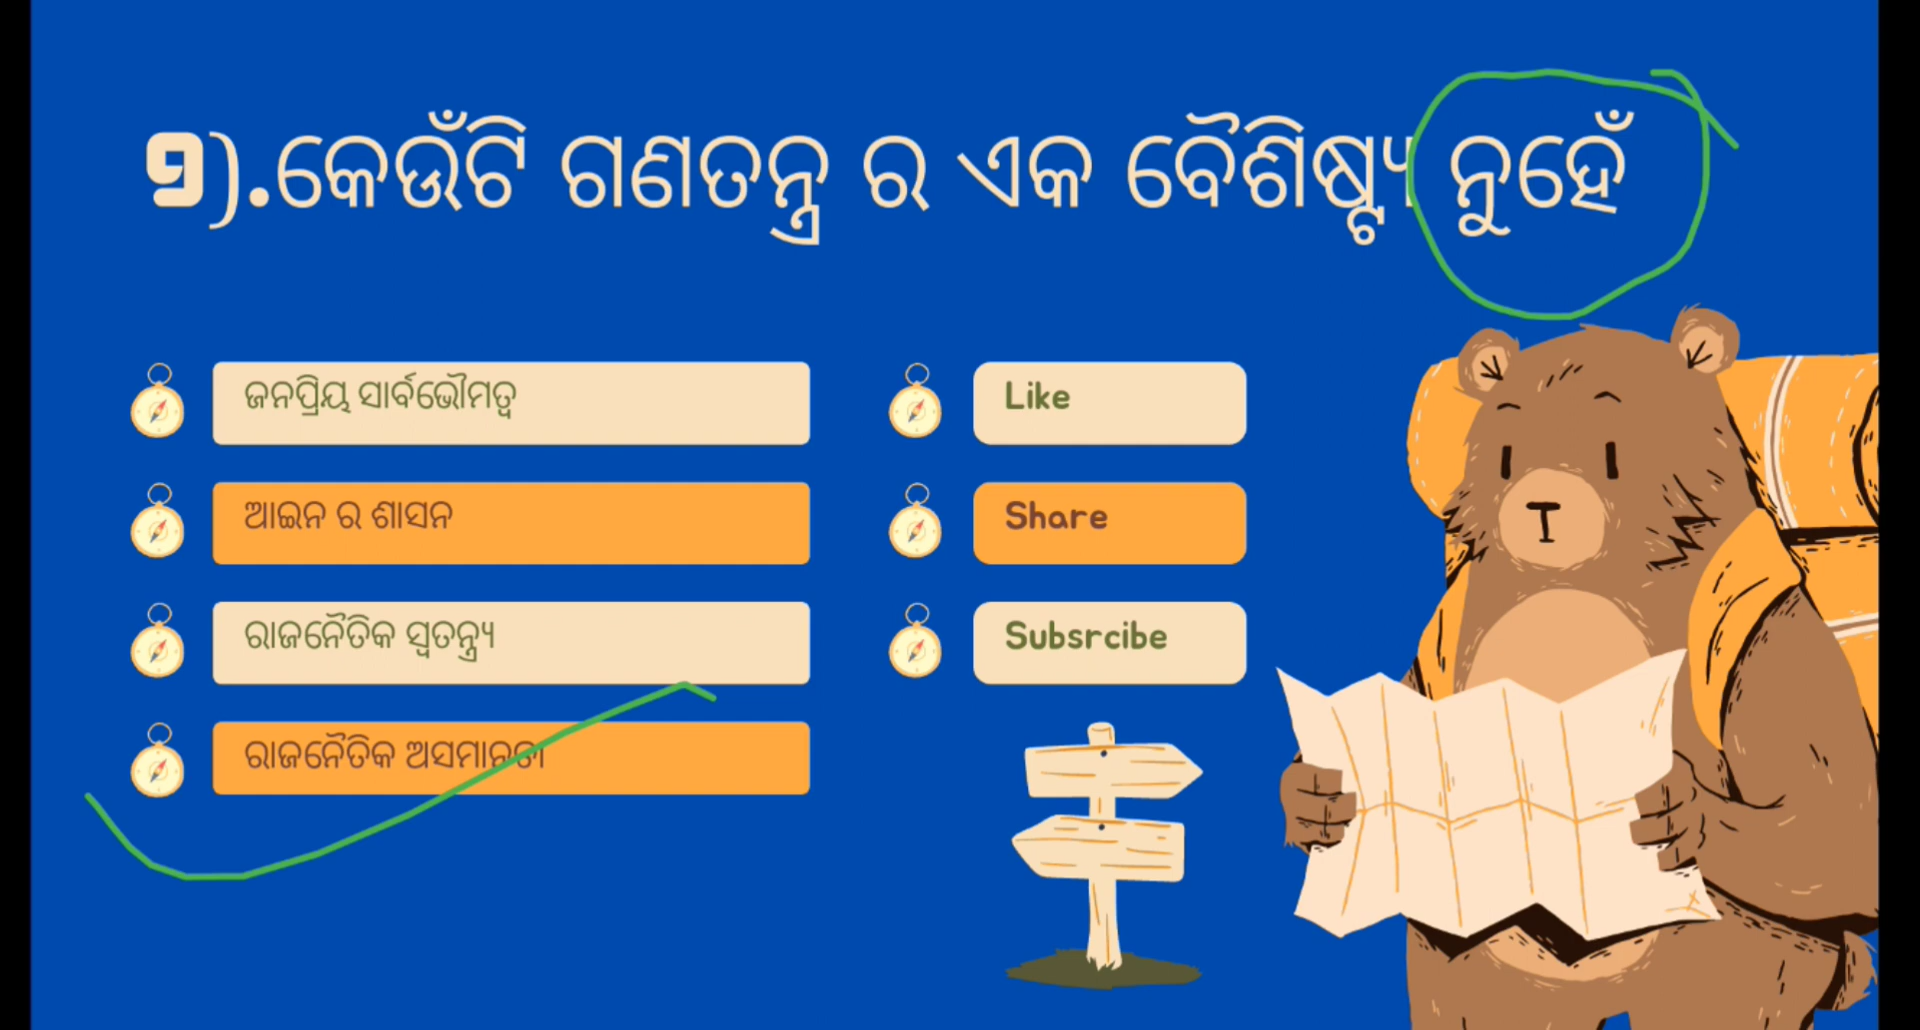 ୨).କେଉଁଟି ଗଣତନ୍ତ୍ର ର ଏକ ବୈଶିଷ୍ଟ୍ୟ ନୁହେଁ
ଜନପ୍ରିୟ ସାର୍ବଭୌମତ୍ୱ
ଆଇନ ର ଶାସନ
ରାଜନୈତିକ ସ୍ୱତନ୍ତ୍ର୍ୟ
ରାଜନୈତିକ ଅସମାନତା
Like
Share
Subsrcibe